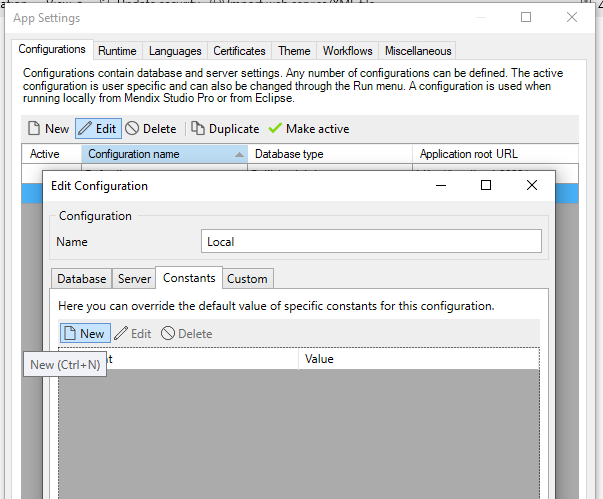 App Settings
Configurations Runtime Languages Certificates Theme Workflows Miscellaneous
Configurations contain database and server settings. Any number of configurations can be defined. The active
configuration is user specific and can also be changed through the Run menu. A configuration is used when
running locally from Mendix Studio Pro or from Eclipse.
New Edit Delete Duplicate Make active
Active Configuration name Database type Application root URL
Edit Configuration
Configuration
Name Local
Database Server Constants Custom
Here you can override the default value of specific constants for this configuration.
New Edit Delete
Value
New (Ctrl+N)